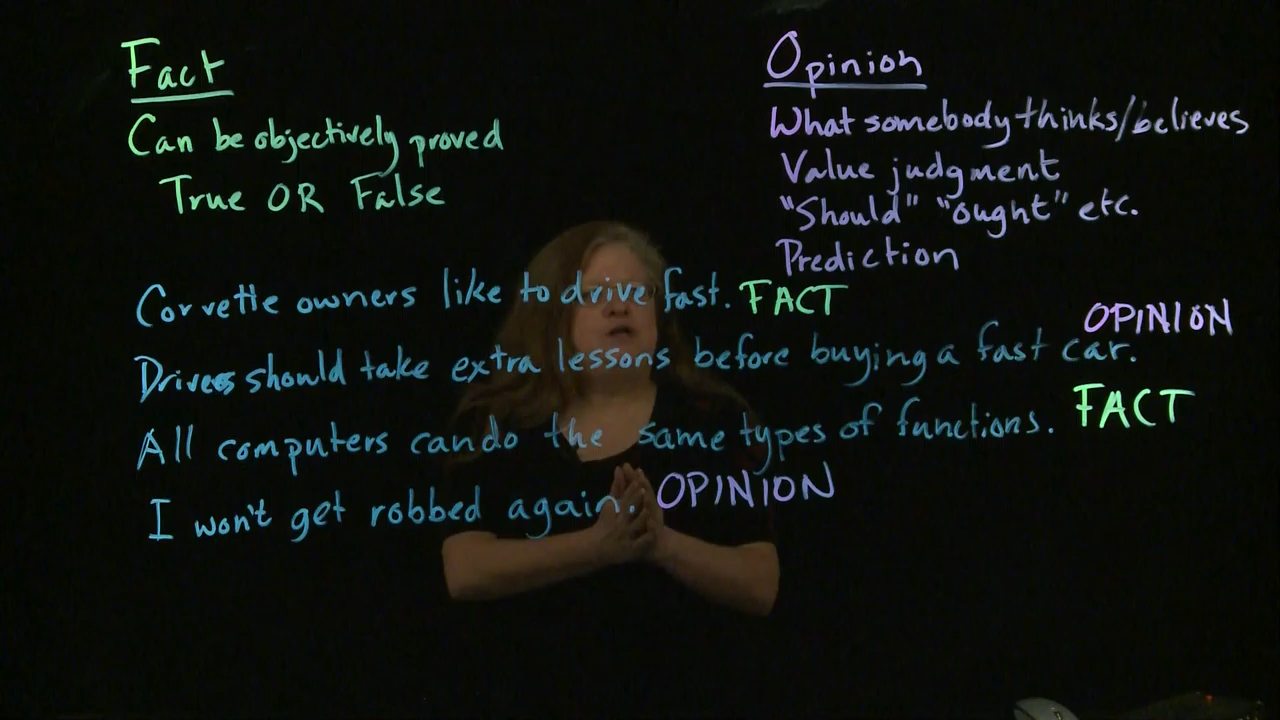 Fact
Can be objectively proved
True OR False
Opinion
What somebody thinks/believes
Value judgment
"Should" "ought" etc.
Prediction
Corvette owners like to drive fast. FACT
Drivers should take extra lessons before buying a fast car. OPINION
All computers can do the same types of functions. FACT
I won't get robbed again. OPINION